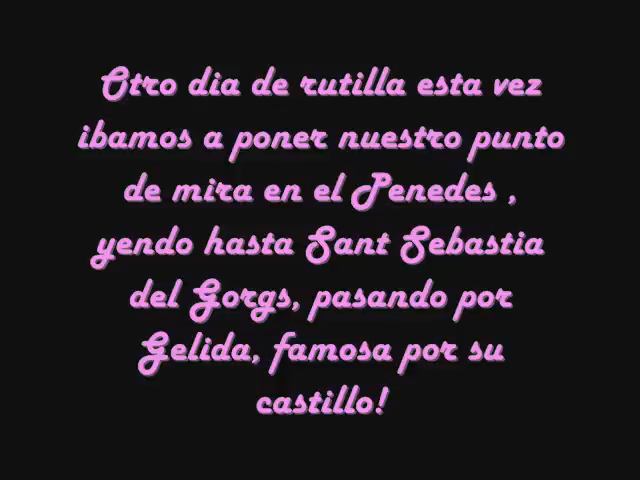 Otro dia de rutilla esta vez
ibamos a poner nuestro punto
de mira en el Penedes ,
yendo hasta Sant Sebastia
del Gorgs, pasando por
Gelida, famosa por su
castillo!